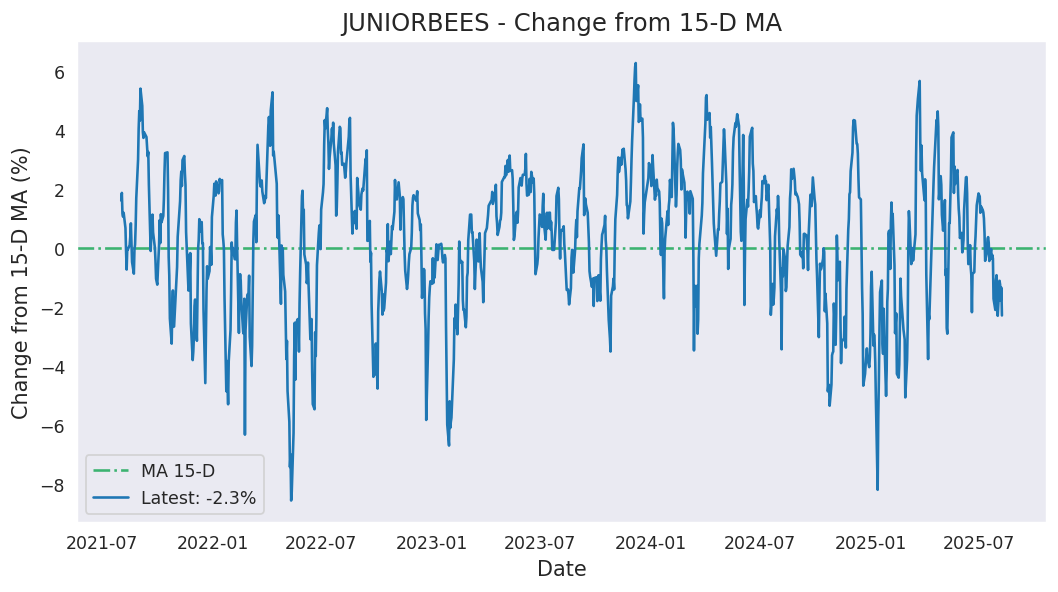 JUNIORBEES - Change from 15-D MA
Change from 15-D MA (%)
6
4
2
0
−2
−4
−6
−8
MA 15-D
Latest: -2.3%
2021-07 2022-01 2022-07 2023-01 2023-07 2024-01 2024-07 2025-01 2025-07
Date